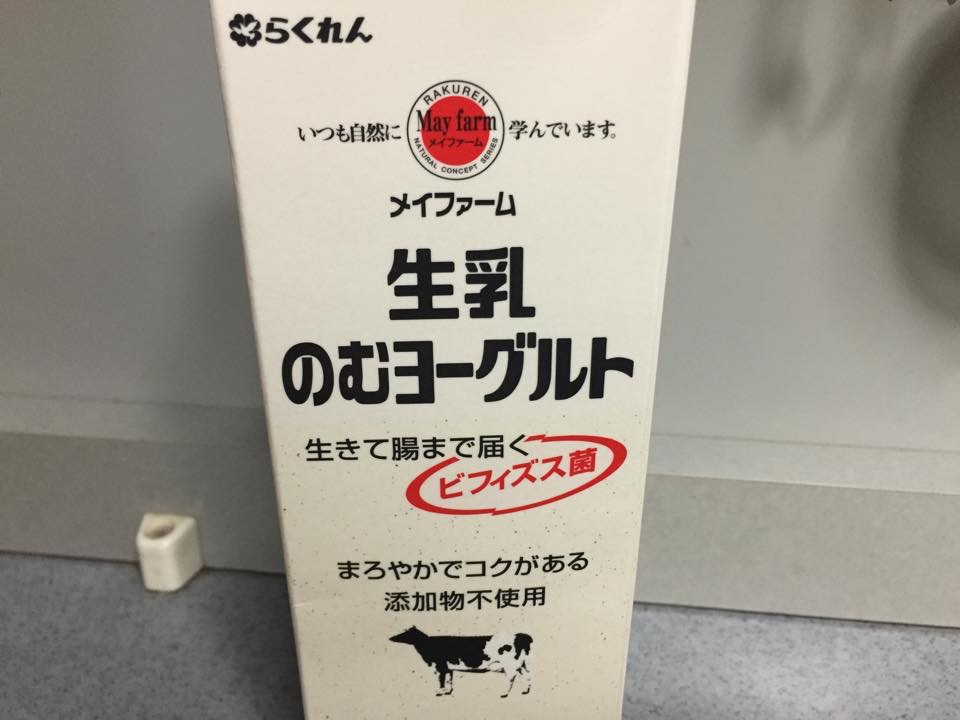 らくれん
RAKUREN
いつも自然に May farm 学んでいます。
メイファーム
NATURAL CONCEPT SERIES
メイファーム
生乳
のむヨーグルト
生きて腸まで届く
ビフィズス菌
まろやかでコクがある
添加物不使用